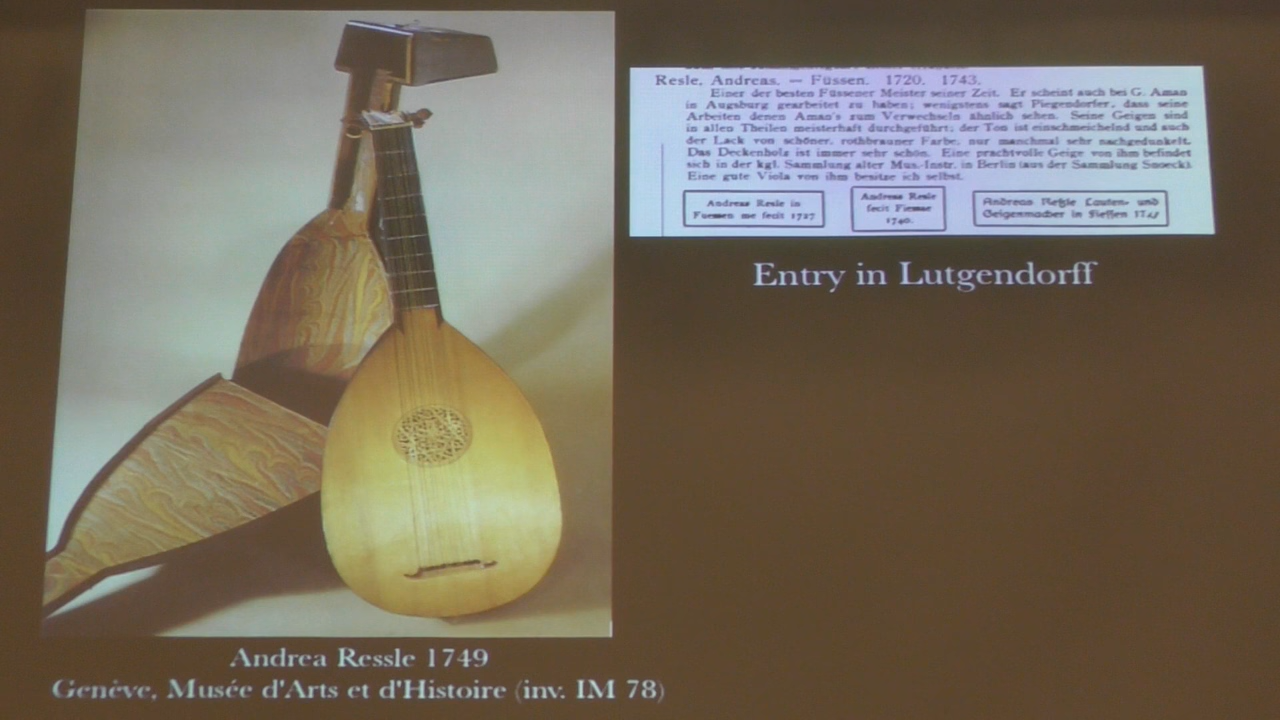 Resle, Andreas. — Füssen. 1720. 1743.
Einer der besten Füssener Meister seiner Zeit. Er scheint auch bei G. Aman
in Augsburg gearbeitet zu haben; wenigstens sagt Piegendorfer, dass seine
Arbeiten denen Aman's zum Verwechseln ähnlich sehen. Seine Geigen sind
in allen Theilen meisterhaft durchgeführt; der Ton ist einschmeichelnd und auch
der Lack von schöner, rothbrauner Farbe, nur manchmal sehr nachgedunkelt.
Das Deckenholz ist immer sehr schön. Eine prachtvolle Geige von ihm befindet
sich in der kgl. Sammlung alter Mus.-Instr. in Berlin (aus der Sammlung Snoeck).
Eine gute Viola von ihm besitze ich selbst.
Andreas Resle in
Fuessen me fecit 1727
Andreas Resle
fecit Fiessae
1740.
Andreas Reßle Lauten- und
Geigenmacher in Fiessen
Entry in Lutgendorff
Andrea Ressle 1749
Genève, Musée d'Arts et d'Histoire (inv. IM 78)